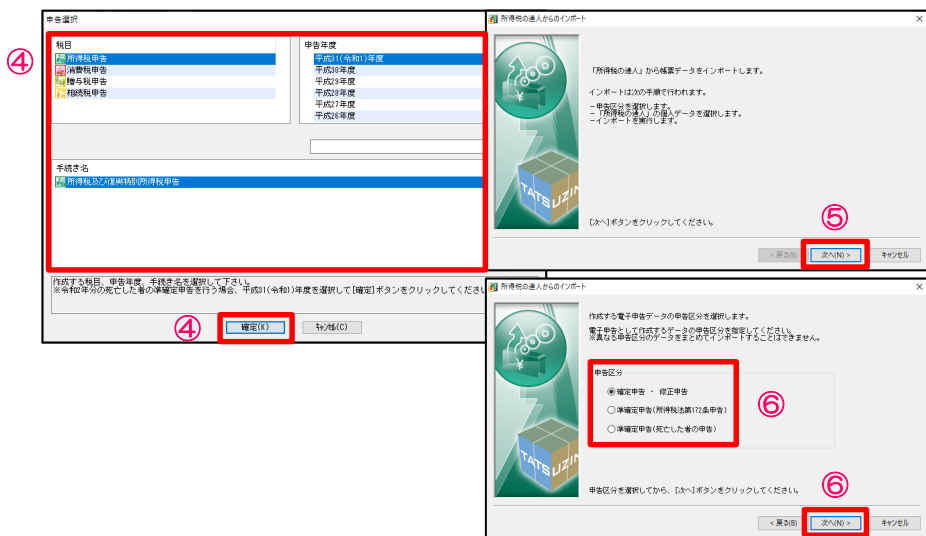 申告選択
④
税目
所得税申告
消費税申告
贈与税申告
相続税申告
申告年度
平成31(令和1)年度
平成30年度
平成29年度
平成28年度
平成27年度
平成26年度
手続き名
所得税及び復興特別所得税申告
作成する税目、申告年度、手続き名を選択して下さい。
※令和2年分の死亡した者の準確定申告を行う場合、平成31(令和1)年度を選択して[確定]ボタンをクリックしてくださ
④
確定(K)
ｷｬﾝｾﾙ(C)
所得税の達人からのインポート
「所得税の達人」から帳票データをインポートします。
インポートは次の手順で行われます。
－申告区分を選択します。
－「所得税の達人」の個人データを選択します。
－インポートを実行します。
[次へ]ボタンをクリックしてください。
⑤
< 戻る(B)
次へ(N) >
キャンセル
TATSUZIN
所得税の達人からのインポート
作成する電子申告データの申告区分を選択します。
電子申告として作成するデータの申告区分を指定してください。
※異なる申告区分のデータをまとめてインポートすることはできません。
申告区分
確定申告 ・ 修正申告
準確定申告(所得税法第172条申告)
準確定申告(死亡した者の申告)
⑥
申告区分を選択してから、[次へ]ボタンをクリックしてください。
⑥
< 戻る(B)
次へ(N) >
キャンセル
TATSUZIN